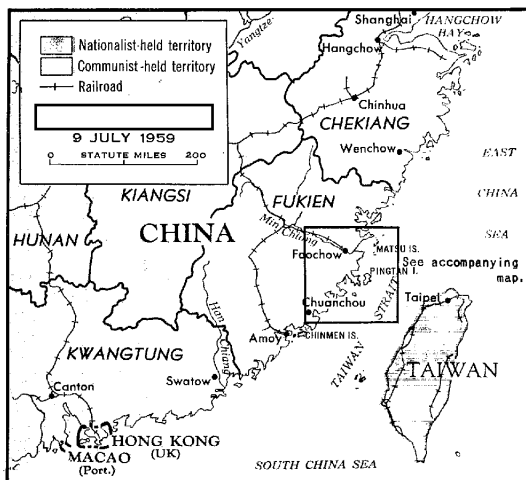 Shanghai
HANGCHOW
BAY
Yangtze
Hangchow
Nationalist-held territory
Communist-held territory
Railroad
9 JULY 1959
0 STATUTE MILES 200
Chinhua
CHEKIANG
Wenchow
EAST
CHINA
SEA
KIANGSI
FUKIEN
HUNAN
CHINA
Min Chiang
Foochow
MATSU IS.
See accompanying
map.
PINGTAN I.
Chuanchou
STRAIT
Taipei
Han Chiang
Amoy
CHINMEN IS.
TAIWAN
KWANGTUNG
TAIWAN
Canton
Swatow
HONG KONG
(UK)
MACAO
(Port.)
SOUTH CHINA SEA